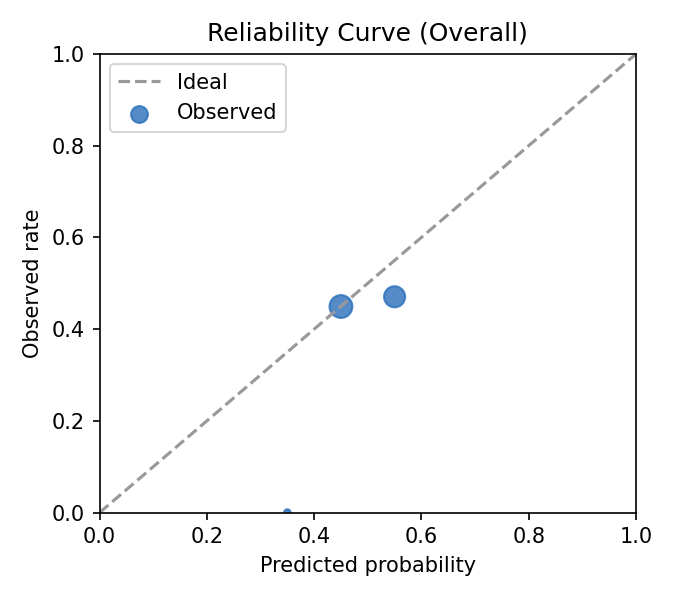 Reliability Curve (Overall)
Ideal
Observed
Observed rate
1.0
0.8
0.6
0.4
0.2
0.0
0.0 0.2 0.4 0.6 0.8 1.0
Predicted probability